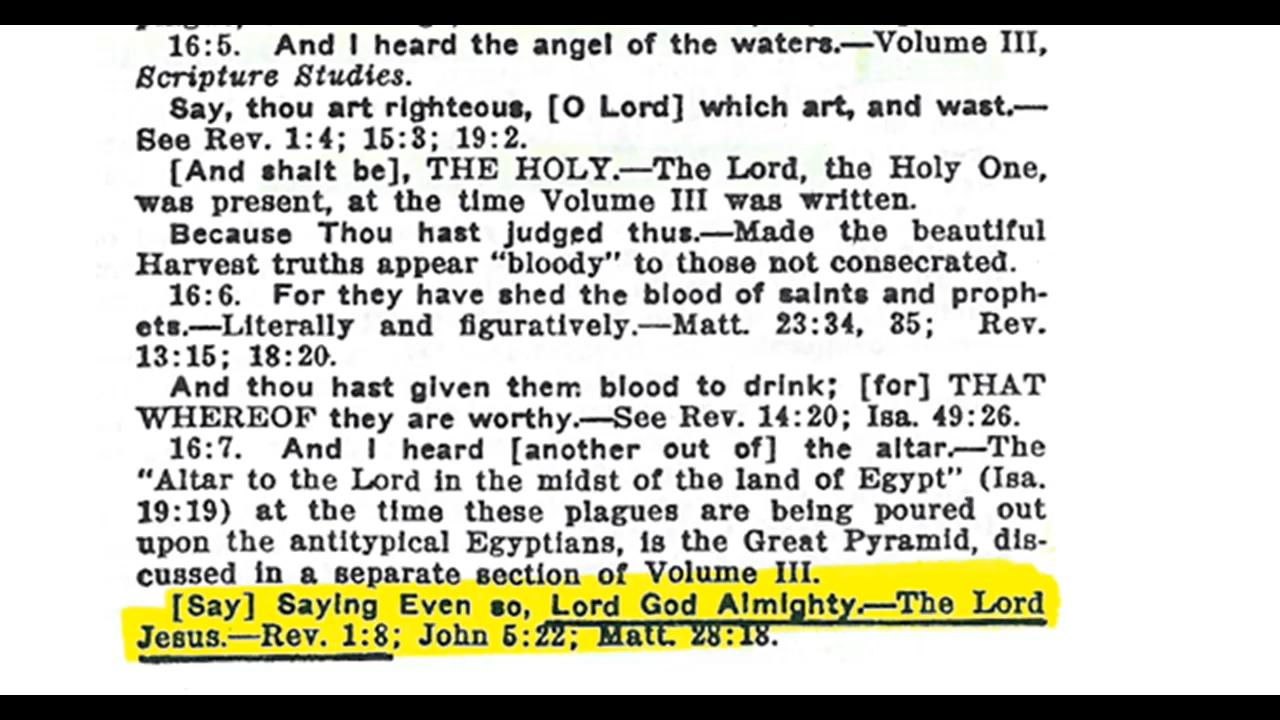 16:5. And I heard the angel of the waters.—Volume III,
Scripture Studies.
Say, thou art righteous, [O Lord] which art, and wast.—
See Rev. 1:4; 15:3; 19:2.
[And shalt be], THE HOLY.—The Lord, the Holy One,
was present, at the time Volume III was written.
Because Thou hast judged thus.—Made the beautiful
Harvest truths appear “bloody” to those not consecrated.
16:6. For they have shed the blood of saints and proph-
ets.—Literally and figuratively.—Matt. 23:34, 35; Rev.
13:15; 18:20.
And thou hast given them blood to drink; [for] THAT
WHEREOF they are worthy.—See Rev. 14:20; Isa. 49:26.
16:7. And I heard [another out of] the altar.—The
“Altar to the Lord in the midst of the land of Egypt” (Isa.
19:19) at the time these plagues are being poured out
upon the antitypical Egyptians, is the Great Pyramid, dis-
cussed in a separate section of Volume III.
[Say] Saying Even so, Lord God Almighty.—The Lord
Jesus.—Rev. 1:8; John 5:22; Matt. 28:18.